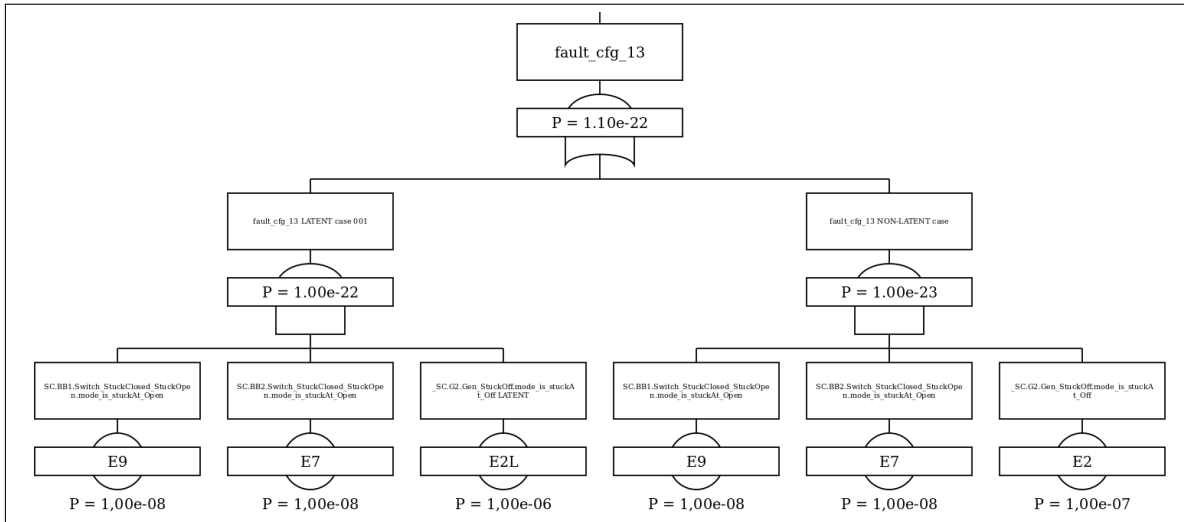 fault_cfg_13
P = 1.10e-22
fault_cfg_13 LATENT case 001
fault_cfg_13 NON-LATENT case
P = 1.00e-22
P = 1.00e-23
SC.BB1.Switch_StuckClosed_StuckOpe
n.mode_is_stuckAt_Open
SC.BB2.Switch_StuckClosed_StuckOpe
n.mode_is_stuckAt_Open
_SC.G2.Gen_StuckOff.mode_is_stuckA
t_Off LATENT
SC.BB1.Switch_StuckClosed_StuckOpe
n.mode_is_stuckAt_Open
SC.BB2.Switch_StuckClosed_StuckOpe
n.mode_is_stuckAt_Open
_SC.G2.Gen_StuckOff.mode_is_stuckA
t_Off
E9
E7
E2L
E9
E7
E2
P = 1,00e-08
P = 1,00e-08
P = 1,00e-06
P = 1,00e-08
P = 1,00e-08
P = 1,00e-07